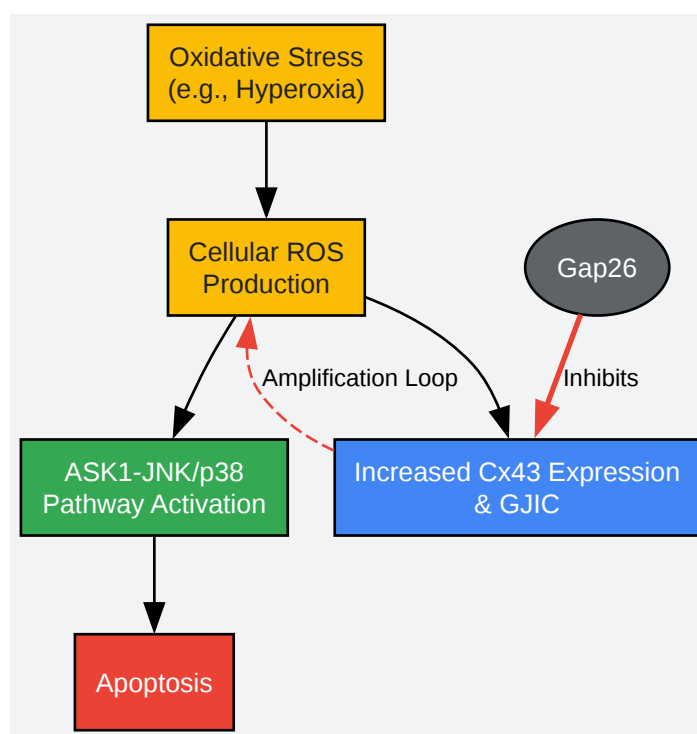 Oxidative Stress
(e.g., Hyperoxia)
Cellular ROS
Production
Gap26
Amplification Loop
Inhibits
ASK1-JNK/p38
Pathway Activation
Increased Cx43 Expression
& GJIC
Apoptosis